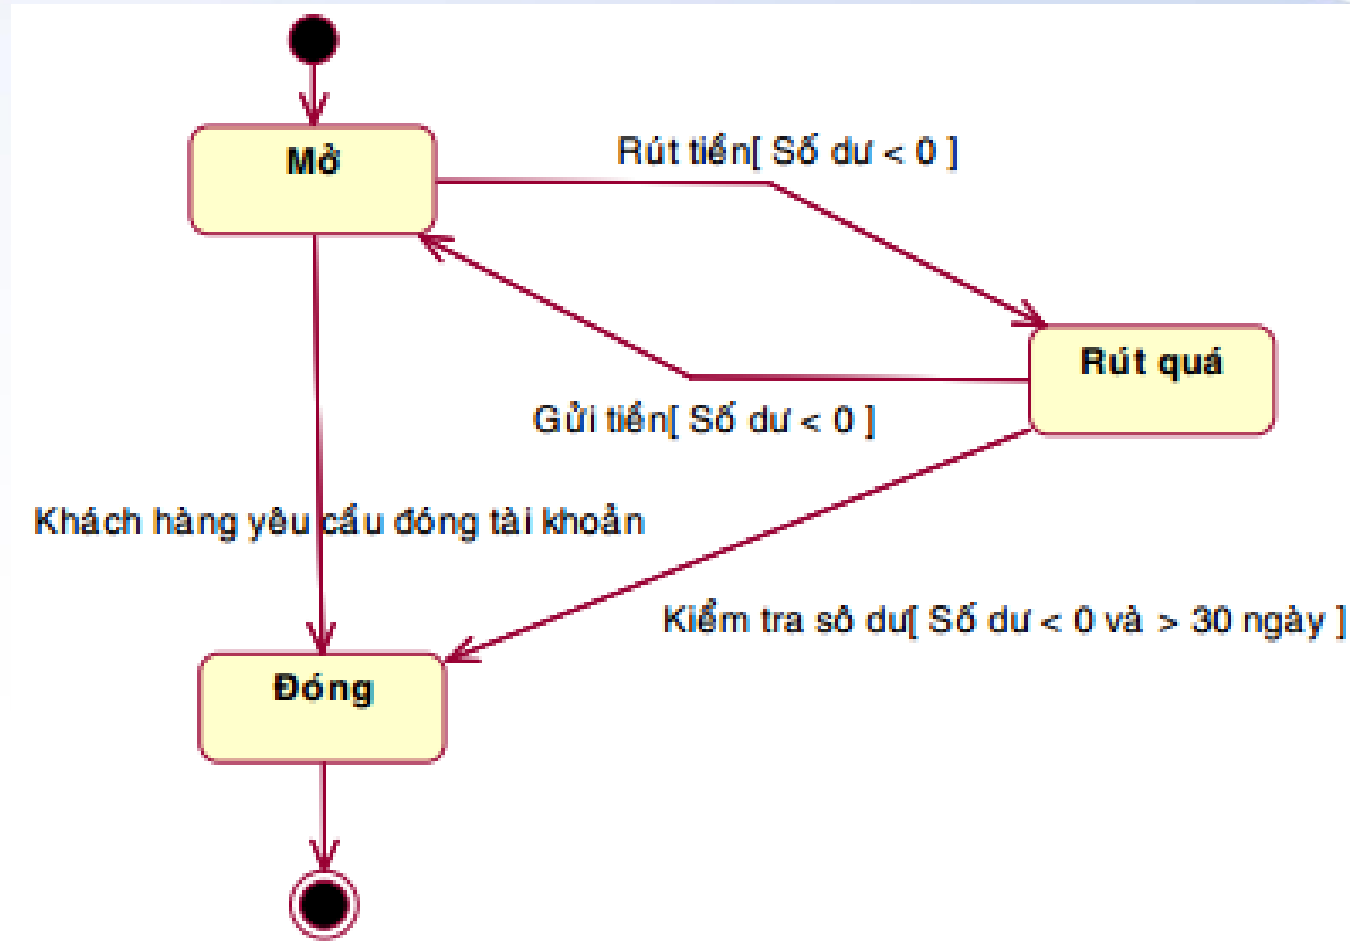 Mở
Rút tiền[ Số dư < 0 ]
Rút quá
Gửi tiền[ Số dư < 0 ]
Khách hàng yêu cầu đóng tài khoản
Kiểm tra sô dư[ Số dư < 0 và > 30 ngày ]
Đóng